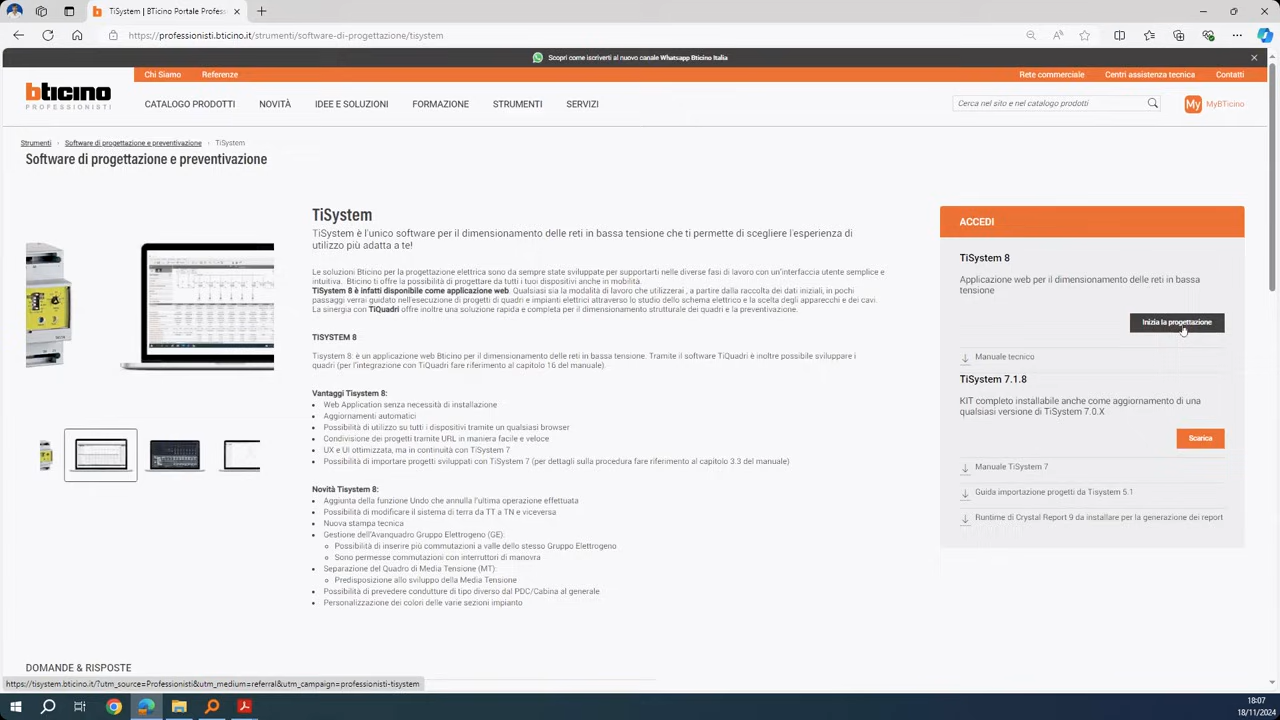 TiSystem | BTicino Professionisti
https://professionisti.bticino.it/strumenti/software-di-progettazione/tisystem
Scopri come iscriverti al nuovo canale Whatsapp Bticino Italia
Chi Siamo
Referenze
Rete commerciale
Centri assistenza tecnica
Contatti
bticino
PROFESSIONISTI
CATALOGO PRODOTTI
NOVITÀ
IDEE E SOLUZIONI
FORMAZIONE
STRUMENTI
SERVIZI
Cerca nel sito e nel catalogo prodotti
My
MyBTicino
Strumenti › Software di progettazione e preventivazione › TiSystem
Software di progettazione e preventivazione
TiSystem
TiSystem è l'unico software per il dimensionamento delle reti in bassa tensione che ti permette di scegliere l'esperienza di
utilizzo più adatta a te!
Le soluzioni Bticino per la progettazione elettrica sono da sempre state sviluppate per supportarti nelle diverse fasi di lavoro con un'interfaccia utente semplice e
intuitiva. Bticino ti offre la possibilità di progettare da tutti i tuoi dispositivi anche in mobilità.
TiSystem 8 è infatti disponibile come applicazione web. Qualsiasi sia la modalità di lavoro che utilizzerai, a partire dalla raccolta dei dati iniziali, in pochi
passaggi verrai guidato nell'esecuzione di progetti di quadri e impianti elettrici attraverso lo studio dello schema elettrico e la scelta degli apparecchi e dei cavi.
La sinergia con TiQuadri offre inoltre una soluzione rapida e completa per il dimensionamento strutturale dei quadri e la preventivazione.
TISYSTEM 8
Tisystem 8: è un applicazione web Bticino per il dimensionamento delle reti in bassa tensione. Tramite il software TiQuadri è inoltre possibile sviluppare i
quadri (per l'integrazione con TiQuadri fare riferimento al capitolo 16 del manuale).
Vantaggi Tisystem 8:
• Web Application senza necessità di installazione
• Aggiornamenti automatici
• Possibilità di utilizzo su tutti i dispositivi tramite un qualsiasi browser
• Condivisione dei progetti tramite URL in maniera facile e veloce
• UX e UI ottimizzata, ma in continuità con TiSystem 7
• Possibilità di importare progetti sviluppati con TiSystem 7 (per dettagli sulla procedura fare riferimento al capitolo 3.3 del manuale)
Novità Tisystem 8:
• Aggiunta della funzione Undo che annulla l'ultima operazione effettuata
• Possibilità di modificare il sistema di terra da TT a TN e viceversa
• Nuova stampa tecnica
• Gestione dell'Avanquadro Gruppo Elettrogeno (GE):
Possibilità di inserire più commutazioni a valle dello stesso Gruppo Elettrogeno
Sono permesse commutazioni con interruttori di manovra
• Separazione del Quadro di Media Tensione (MT):
Predisposizione allo sviluppo della Media Tensione
• Possibilità di prevedere condutture di tipo diverso dal PDC/Cabina al generale
• Personalizzazione dei colori delle varie sezioni impianto
ACCEDI
TiSystem 8
Applicazione web per il dimensionamento delle reti in bassa
tensione
Inizia la progettazione
Manuale tecnico
TiSystem 7.1.8
KIT completo installabile anche come aggiornamento di una
qualsiasi versione di TiSystem 7.0.X
Scarica
Manuale TiSystem 7
Guida importazione progetti da Tisystem 5.1
Runtime di Crystal Report 9 da installare per la generazione dei report
DOMANDE & RISPOSTE
https://tisystem.bticino.it/?utm_source=Professionisti&utm_medium=referral&utm_campaign=professionisti-tisystem
18:07
18/11/2024